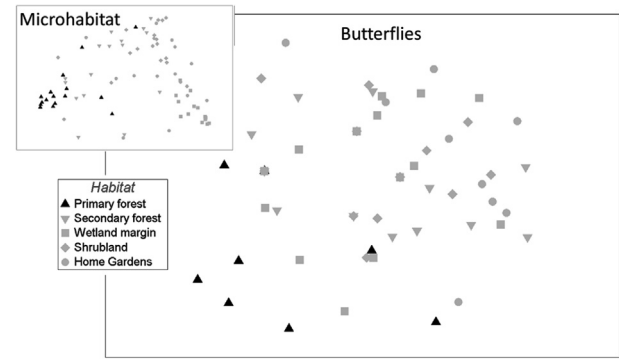 Microhabitat
Butterflies
Habitat
Primary forest
Secondary forest
Wetland margin
Shrubland
Home Gardens